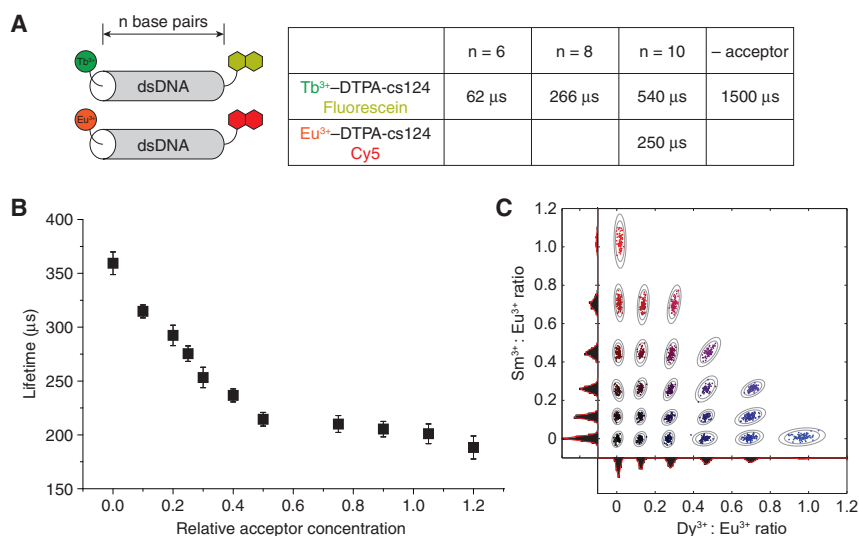 A
n base pairs
Tb³⁺
dsDNA
Eu³⁺
dsDNA
n = 6 n = 8 n = 10 – acceptor
Tb³⁺–DTPA-cs124
Fluorescein
62 µs 266 µs 540 µs 1500 µs
Eu³⁺–DTPA-cs124
Cy5
250 µs
B
400
350
300
250
200
150
Lifetime (µs)
0.0 0.2 0.4 0.6 0.8 1.0 1.2
Relative acceptor concentration
C
1.2
1.0
0.8
0.6
0.4
0.2
0
Sm³⁺ : Eu³⁺ ratio
0 0.2 0.4 0.6 0.8 1.0 1.2
Dy³⁺ : Eu³⁺ ratio